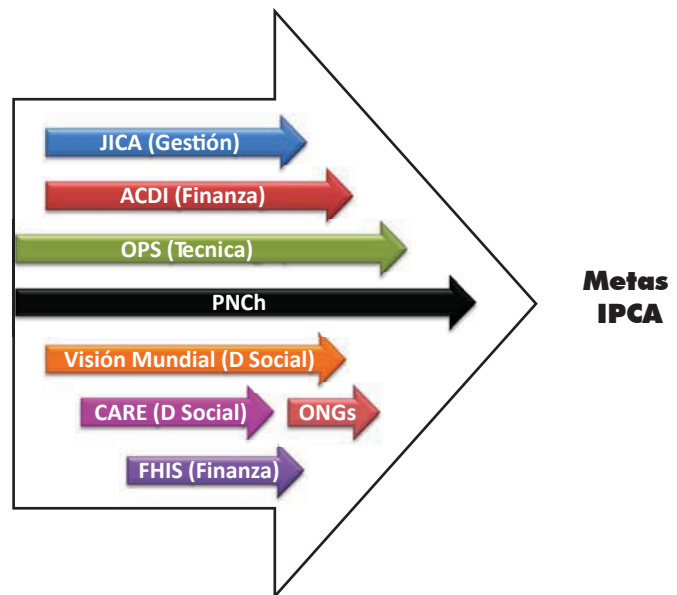 JICA (Gestión)
ACDI (Finanza)
OPS (Tecnica)
PNCh
Visión Mundial (D Social)
CARE (D Social)
ONGs
FHIS (Finanza)
Metas
IPCA